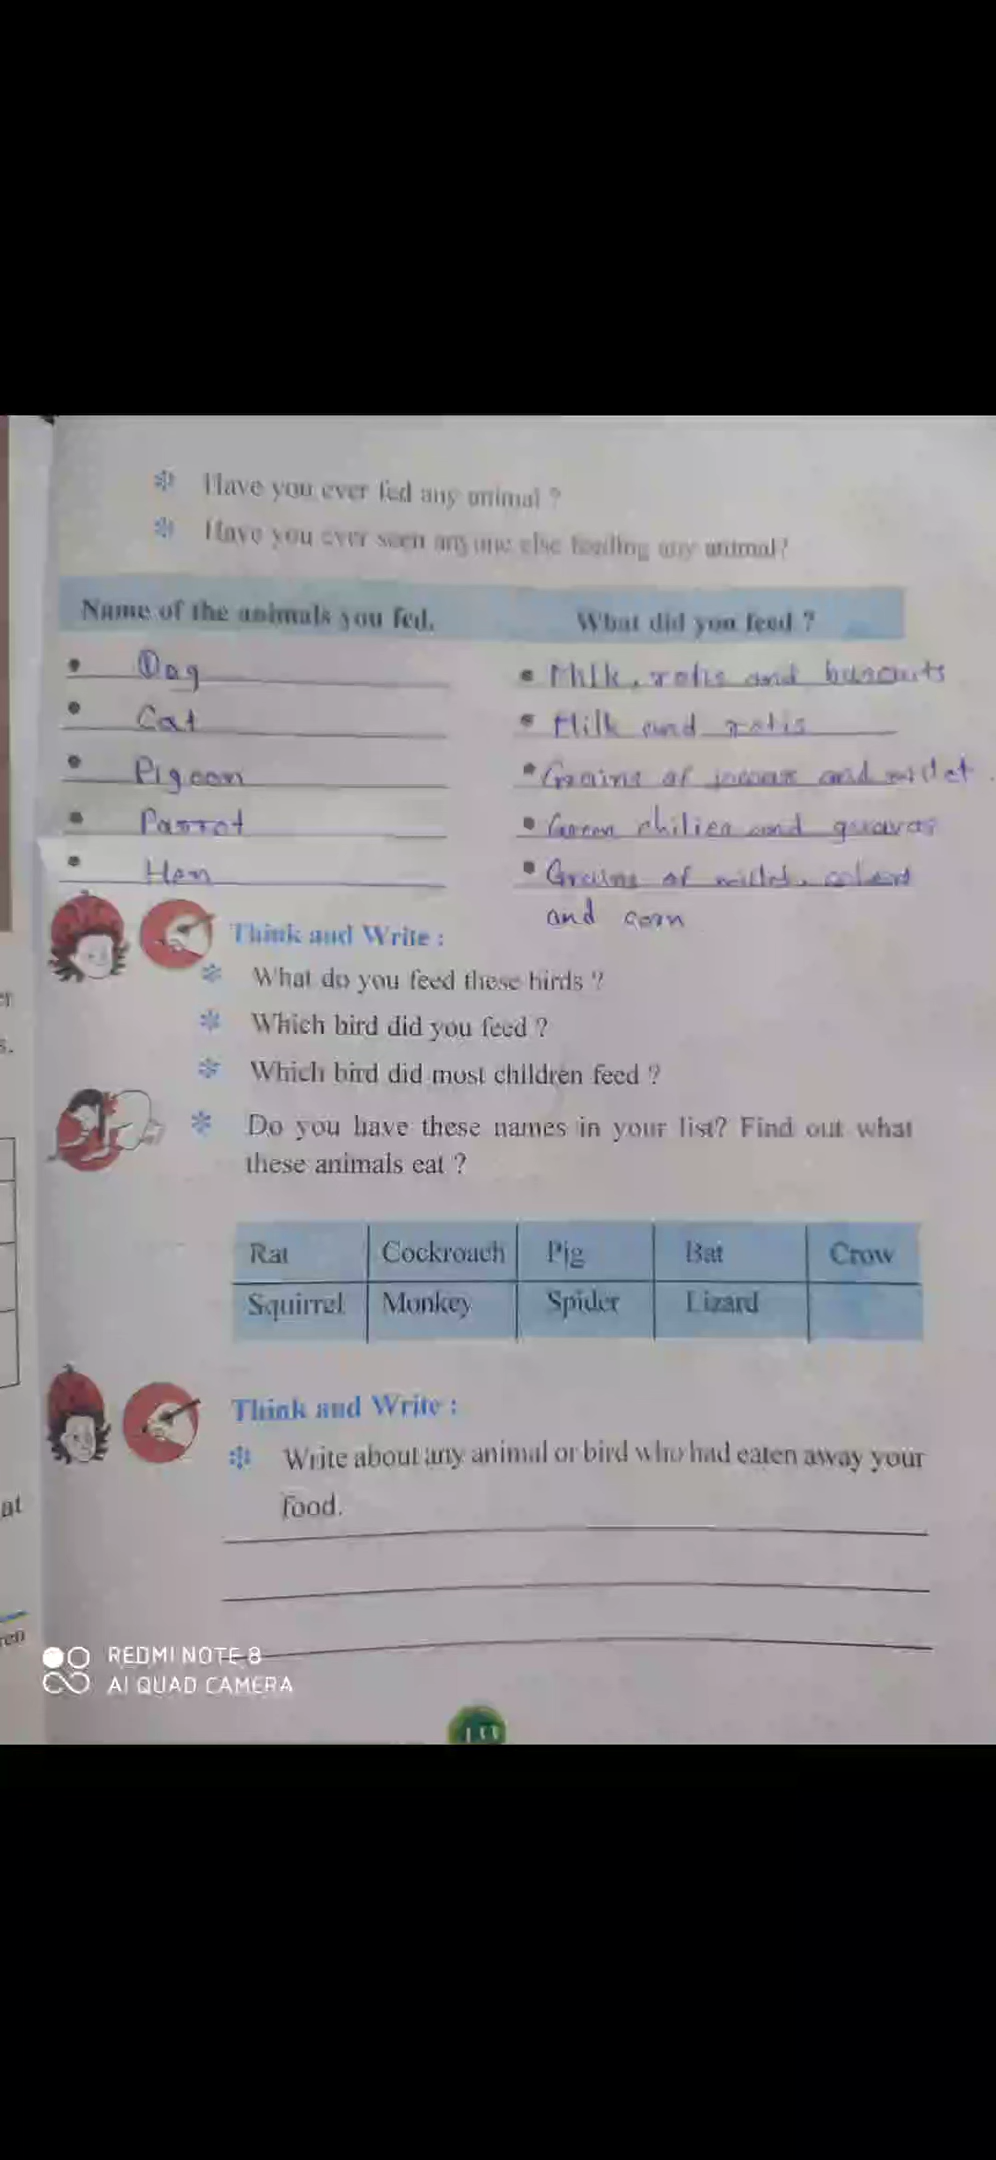 Have you ever fed any animal ?
Have you ever seen anyone else feeding any animal?
Name of the animals you fed. What did you feed ?
Dog Milk, rotis and buscuits
Cat Milk and rotis
Pigeon Grains of jowar and millet
Parrot Green chilies and guavas
Hen Grains of millet,
and corn
Think and Write :
What do you feed these birds ?
Which bird did you feed ?
Which bird did most children feed ?
Do you have these names in your list? Find out what
these animals eat ?
Rat Cockroach Pig Bat Crow
Squirrel Monkey Spider Lizard
Think and Write :
Write about any animal or bird who had eaten away your
food.
at
REDMI NOTE 8
AI QUAD CAMERA